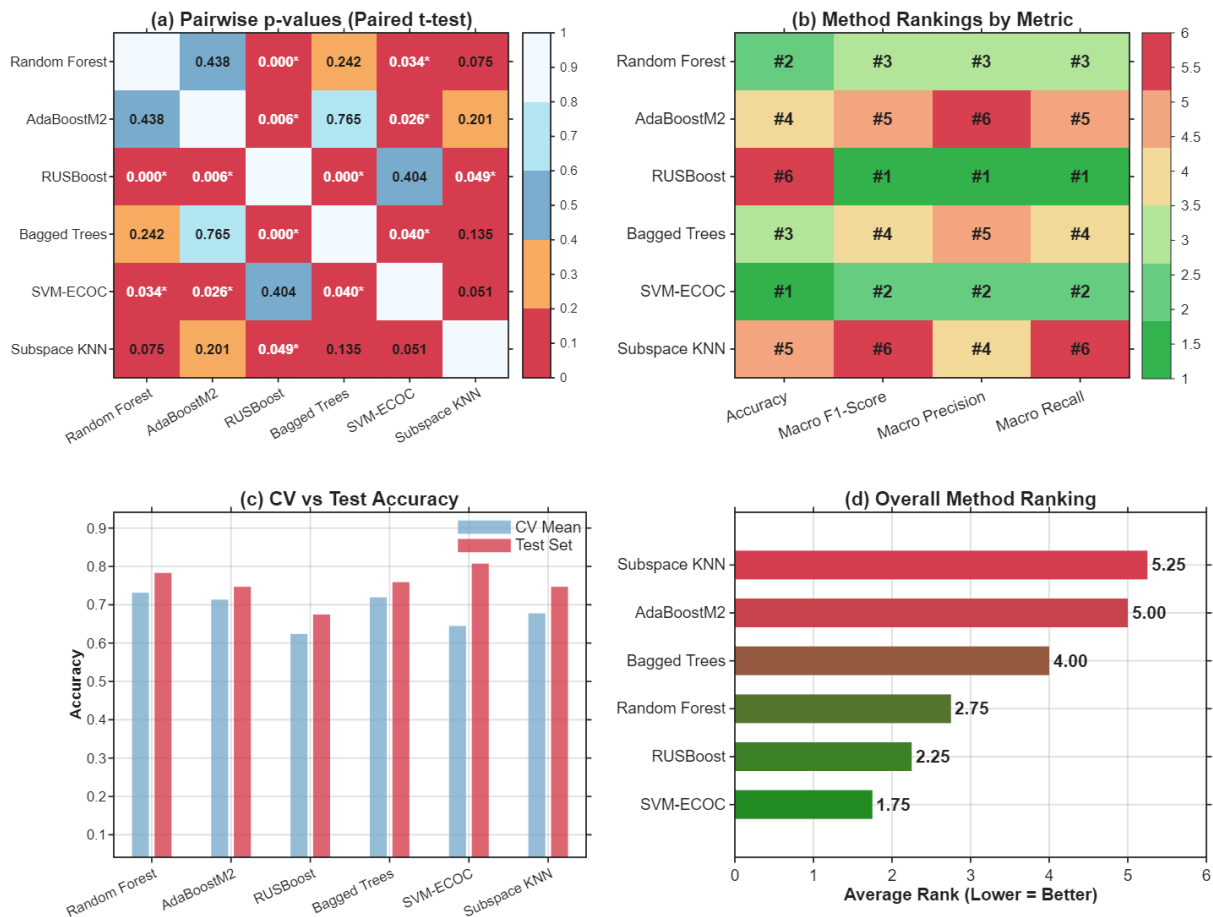 (a) Pairwise p-values (Paired t-test)
Random Forest 0.438 0.000* 0.242 0.034* 0.075
AdaBoostM2 0.438 0.006* 0.765 0.026* 0.201
RUSBoost 0.000* 0.006* 0.000* 0.404 0.049*
Bagged Trees 0.242 0.765 0.000* 0.040* 0.135
SVM-ECOC 0.034* 0.026* 0.404 0.040* 0.051
Subspace KNN 0.075 0.201 0.049* 0.135 0.051
Random Forest AdaBoostM2 RUSBoost Bagged Trees SVM-ECOC Subspace KNN
1
0.9
0.8
0.7
0.6
0.5
0.4
0.3
0.2
0.1
0
(b) Method Rankings by Metric
Random Forest #2 #3 #3 #3
AdaBoostM2 #4 #5 #6 #5
RUSBoost #6 #1 #1 #1
Bagged Trees #3 #4 #5 #4
SVM-ECOC #1 #2 #2 #2
Subspace KNN #5 #6 #4 #6
Accuracy Macro F1-Score Macro Precision Macro Recall
6
5.5
5
4.5
4
3.5
3
2.5
2
1.5
1
(c) CV vs Test Accuracy
CV Mean
Test Set
Accuracy
0.9
0.8
0.7
0.6
0.5
0.4
0.3
0.2
0.1
Random Forest AdaBoostM2 RUSBoost Bagged Trees SVM-ECOC Subspace KNN
(d) Overall Method Ranking
Subspace KNN 5.25
AdaBoostM2 5.00
Bagged Trees 4.00
Random Forest 2.75
RUSBoost 2.25
SVM-ECOC 1.75
0 1 2 3 4 5 6
Average Rank (Lower = Better)